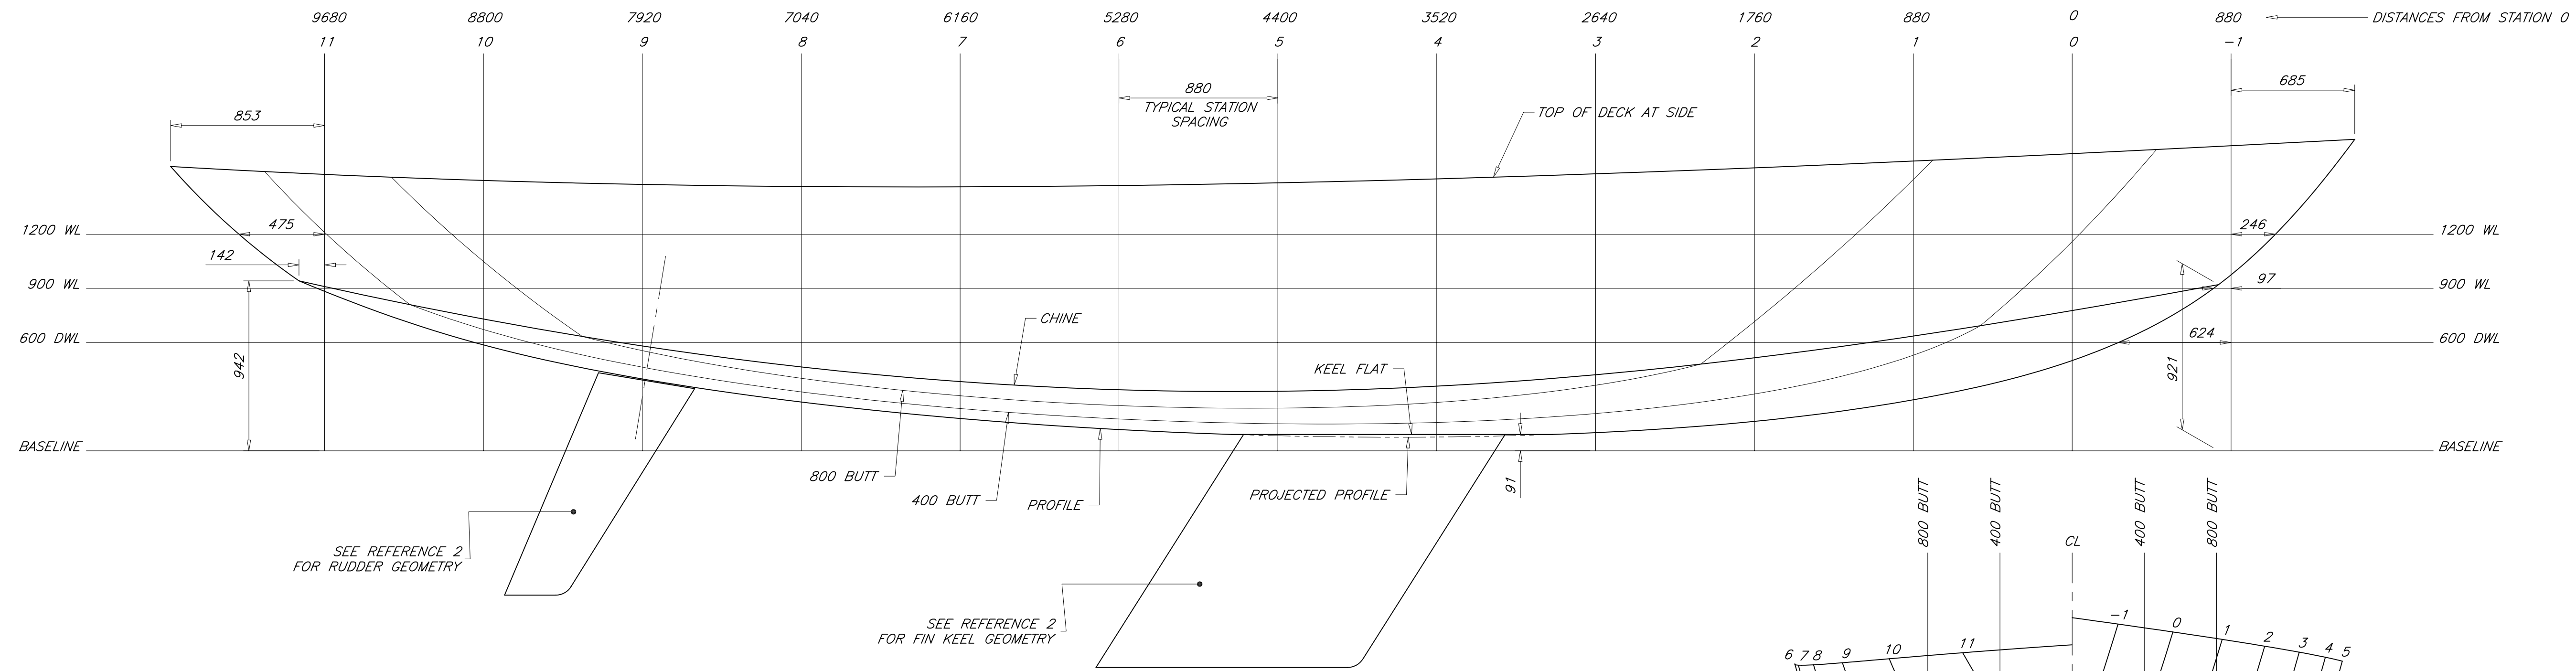 9680 8800 7920 7040 6160 5280 4400 3520 2640 1760 880 0 880 DISTANCES FROM STATION 0
11 10 9 8 7 6 5 4 3 2 1 0 -1
880
TYPICAL STATION
SPACING
685
853
TOP OF DECK AT SIDE
1200 WL
475
246
1200 WL
142
900 WL
97
900 WL
CHINE
600 DWL
624
600 DWL
942
921
KEEL FLAT
BASELINE
BASELINE
800 BUTT
400 BUTT
PROFILE
PROJECTED PROFILE
91
800 BUTT
400 BUTT
CL
400 BUTT
800 BUTT
SEE REFERENCE 2
FOR RUDDER GEOMETRY
SEE REFERENCE 2
FOR FIN KEEL GEOMETRY
6 7 8 9 10 11 -1 0 1 2 3 4 5